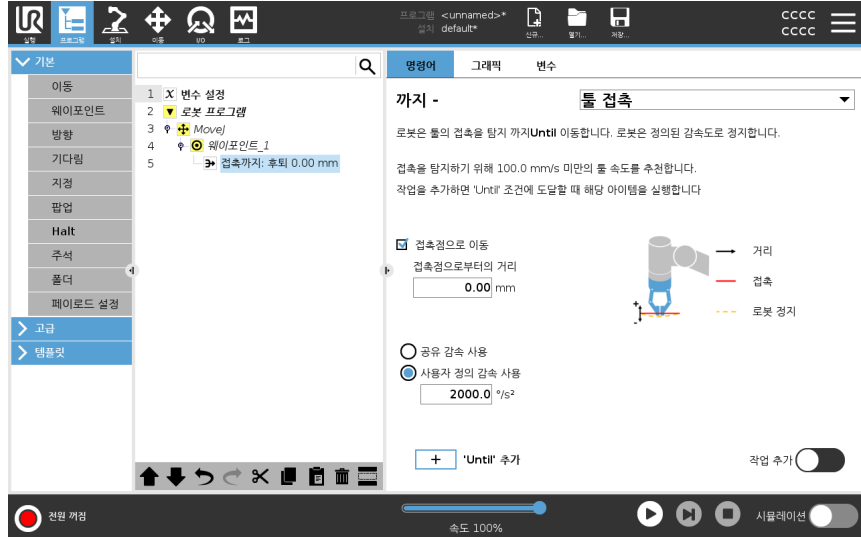 UR
실행
프로그램
설치
이동
I/O
로그
프로그램 <unnamed>*
설치 default*
신규...
열기...
저장...
cccc
cccc
기본
이동
웨이포인트
방향
기다림
지정
팝업
Halt
주석
폴더
페이로드 설정
고급
템플릿
1 X 변수 설정
2 로봇 프로그램
3 MoveJ
4 웨이포인트_1
5 접촉까지: 후퇴 0.00 mm
명령어 그래픽 변수
까지 - 툴 접촉
로봇은 툴의 접촉을 탐지 까지Until 이동합니다. 로봇은 정의된 감속도로 정지합니다.
접촉을 탐지하기 위해 100.0 mm/s 미만의 툴 속도를 추천합니다.
작업을 추가하면 'Until' 조건에 도달할 때 해당 아이템을 실행합니다
접촉점으로 이동
접촉점으로부터의 거리
0.00 mm
거리
접촉
로봇 정지
+
-
공유 감속 사용
사용자 정의 감속 사용
2000.0 °/s²
+ 'Until' 추가
작업 추가
전원 꺼짐
속도 100%
시뮬레이션